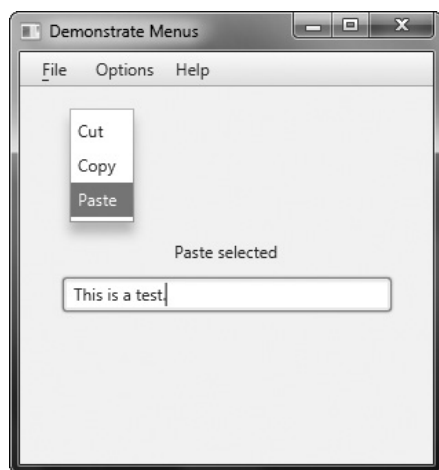 Demonstrate Menus
File Options Help
Cut
Copy
Paste
Paste selected
This is a test.